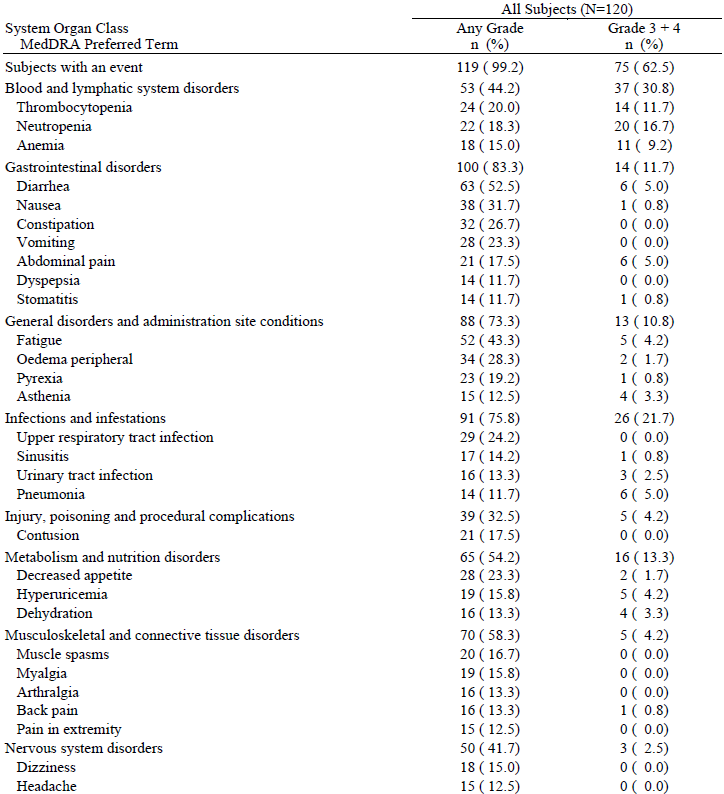 All Subjects (N=120)
System Organ Class Any Grade Grade 3 + 4
MedDRA Preferred Term n (%) n (%)
Subjects with an event 119 ( 99.2) 75 ( 62.5)
Blood and lymphatic system disorders 53 ( 44.2) 37 ( 30.8)
Thrombocytopenia 24 ( 20.0) 14 ( 11.7)
Neutropenia 22 ( 18.3) 20 ( 16.7)
Anemia 18 ( 15.0) 11 ( 9.2)
Gastrointestinal disorders 100 ( 83.3) 14 ( 11.7)
Diarrhea 63 ( 52.5) 6 ( 5.0)
Nausea 38 ( 31.7) 1 ( 0.8)
Constipation 32 ( 26.7) 0 ( 0.0)
Vomiting 28 ( 23.3) 0 ( 0.0)
Abdominal pain 21 ( 17.5) 6 ( 5.0)
Dyspepsia 14 ( 11.7) 0 ( 0.0)
Stomatitis 14 ( 11.7) 1 ( 0.8)
General disorders and administration site conditions 88 ( 73.3) 13 ( 10.8)
Fatigue 52 ( 43.3) 5 ( 4.2)
Oedema peripheral 34 ( 28.3) 2 ( 1.7)
Pyrexia 23 ( 19.2) 1 ( 0.8)
Asthenia 15 ( 12.5) 4 ( 3.3)
Infections and infestations 91 ( 75.8) 26 ( 21.7)
Upper respiratory tract infection 29 ( 24.2) 0 ( 0.0)
Sinusitis 17 ( 14.2) 1 ( 0.8)
Urinary tract infection 16 ( 13.3) 3 ( 2.5)
Pneumonia 14 ( 11.7) 6 ( 5.0)
Injury, poisoning and procedural complications 39 ( 32.5) 5 ( 4.2)
Contusion 21 ( 17.5) 0 ( 0.0)
Metabolism and nutrition disorders 65 ( 54.2) 16 ( 13.3)
Decreased appetite 28 ( 23.3) 2 ( 1.7)
Hyperuricemia 19 ( 15.8) 5 ( 4.2)
Dehydration 16 ( 13.3) 4 ( 3.3)
Musculoskeletal and connective tissue disorders 70 ( 58.3) 5 ( 4.2)
Muscle spasms 20 ( 16.7) 0 ( 0.0)
Myalgia 19 ( 15.8) 0 ( 0.0)
Arthralgia 16 ( 13.3) 0 ( 0.0)
Back pain 16 ( 13.3) 1 ( 0.8)
Pain in extremity 15 ( 12.5) 0 ( 0.0)
Nervous system disorders 50 ( 41.7) 3 ( 2.5)
Dizziness 18 ( 15.0) 0 ( 0.0)
Headache 15 ( 12.5) 0 ( 0.0)